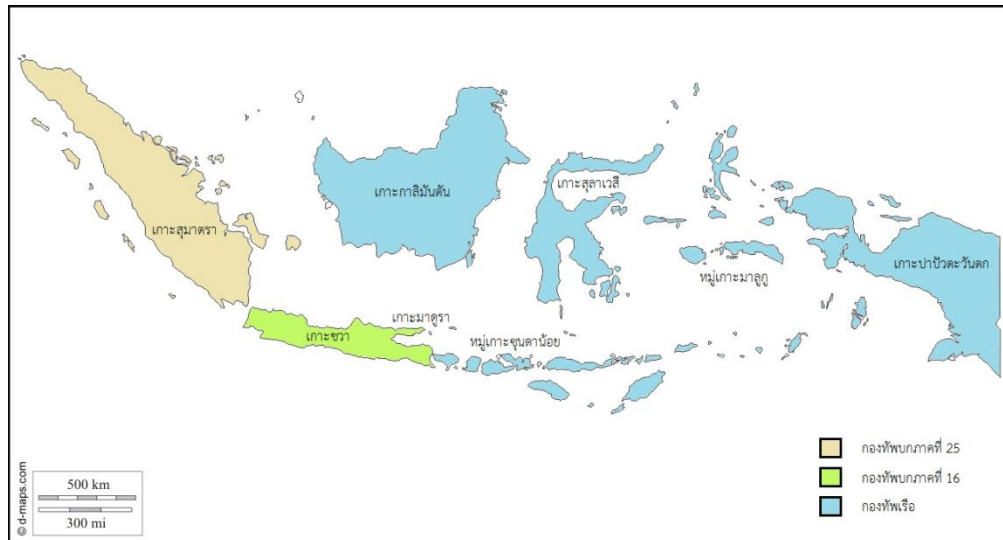 เกาะกาลิมันตัน
เกาะสุลาเวสี
เกาะสุมาตรา
หมู่เกาะมาลูกู
เกาะปาปัวตะวันตก
เกาะมาดูรา
เกาะชวา
หมู่เกาะซุนดาน้อย
กองทัพบกภาคที่ 25
กองทัพบกภาคที่ 16
กองทัพเรือ
500 km
300 mi
© d-maps.com